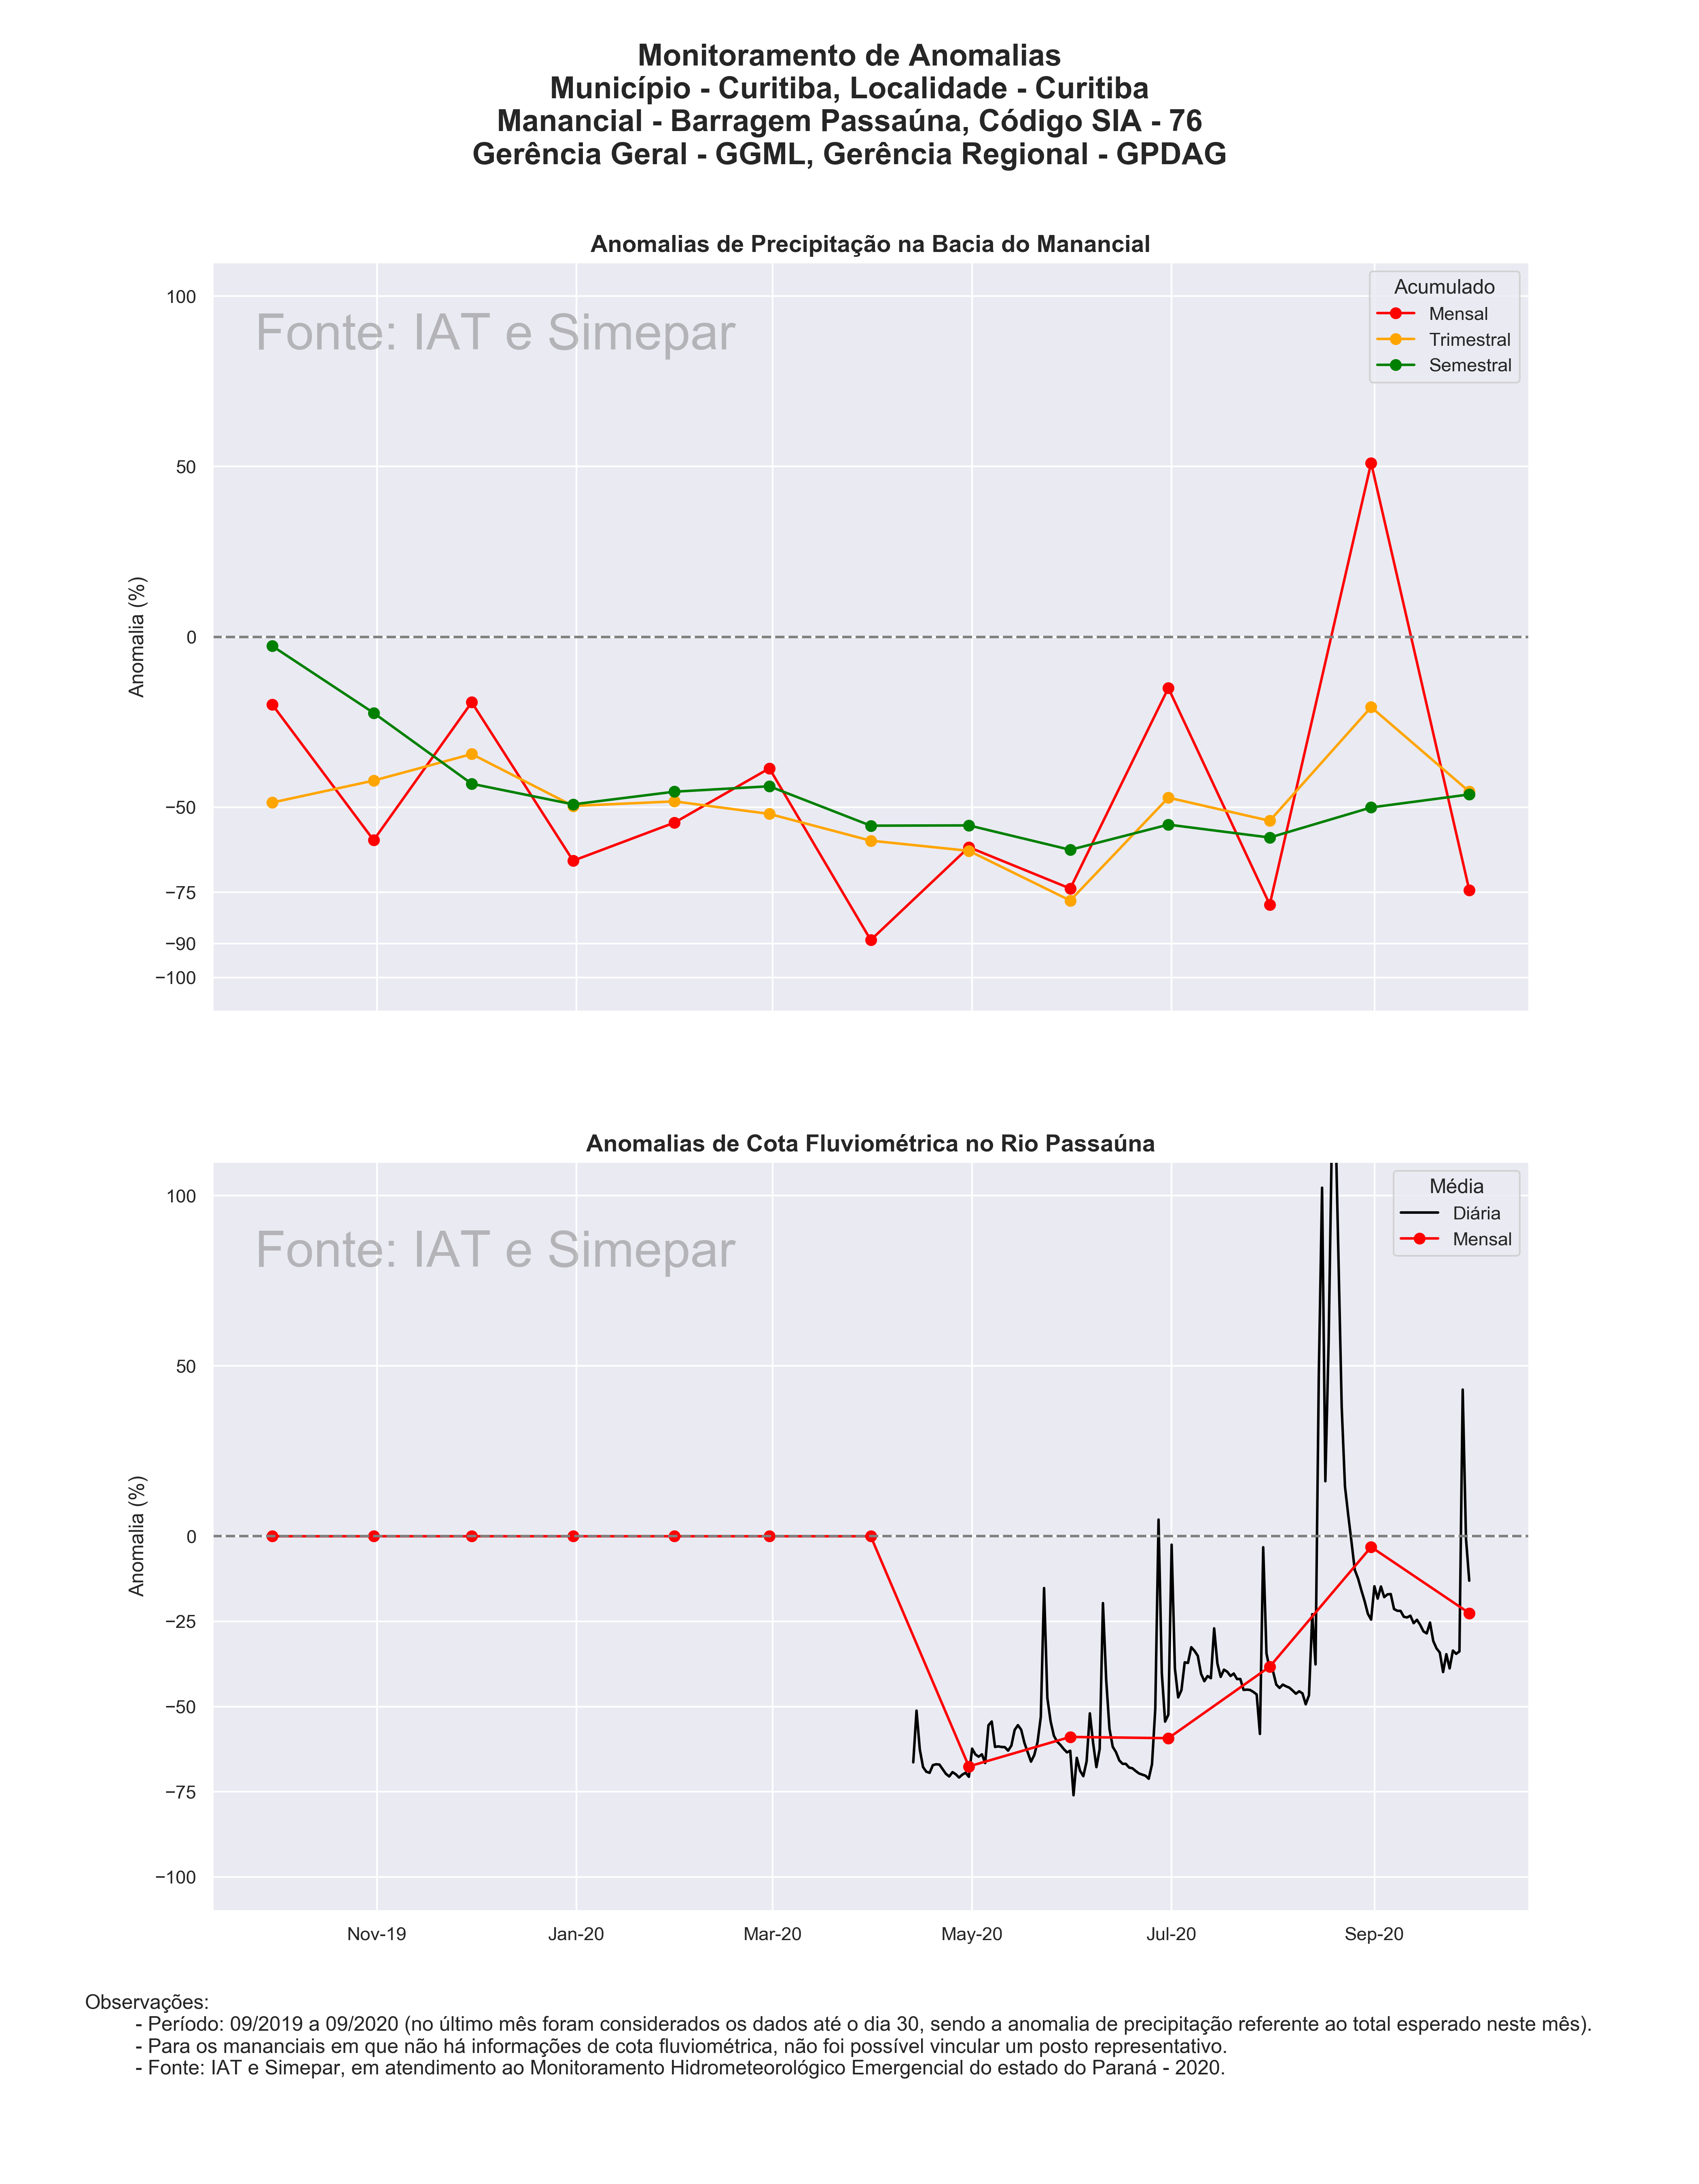 Monitoramento de Anomalias
Município - Curitiba, Localidade - Curitiba
Manancial - Barragem Passaúna, Código SIA - 76
Gerência Geral - GGML, Gerência Regional - GPDAG
Anomalias de Precipitação na Bacia do Manancial
Fonte: IAT e Simepar
Acumulado
Mensal
Trimestral
Semestral
Anomalia (%)
100
50
0
−50
−75
−90
−100
Anomalias de Cota Fluviométrica no Rio Passaúna
Fonte: IAT e Simepar
Média
Diária
Mensal
Anomalia (%)
100
50
0
−25
−50
−75
−100
Nov-19 Jan-20 Mar-20 May-20 Jul-20 Sep-20
Observações:
- Período: 09/2019 a 09/2020 (no último mês foram considerados os dados até o dia 30, sendo a anomalia de precipitação referente ao total esperado neste mês).
- Para os mananciais em que não há informações de cota fluviométrica, não foi possível vincular um posto representativo.
- Fonte: IAT e Simepar, em atendimento ao Monitoramento Hidrometeorológico Emergencial do estado do Paraná - 2020.